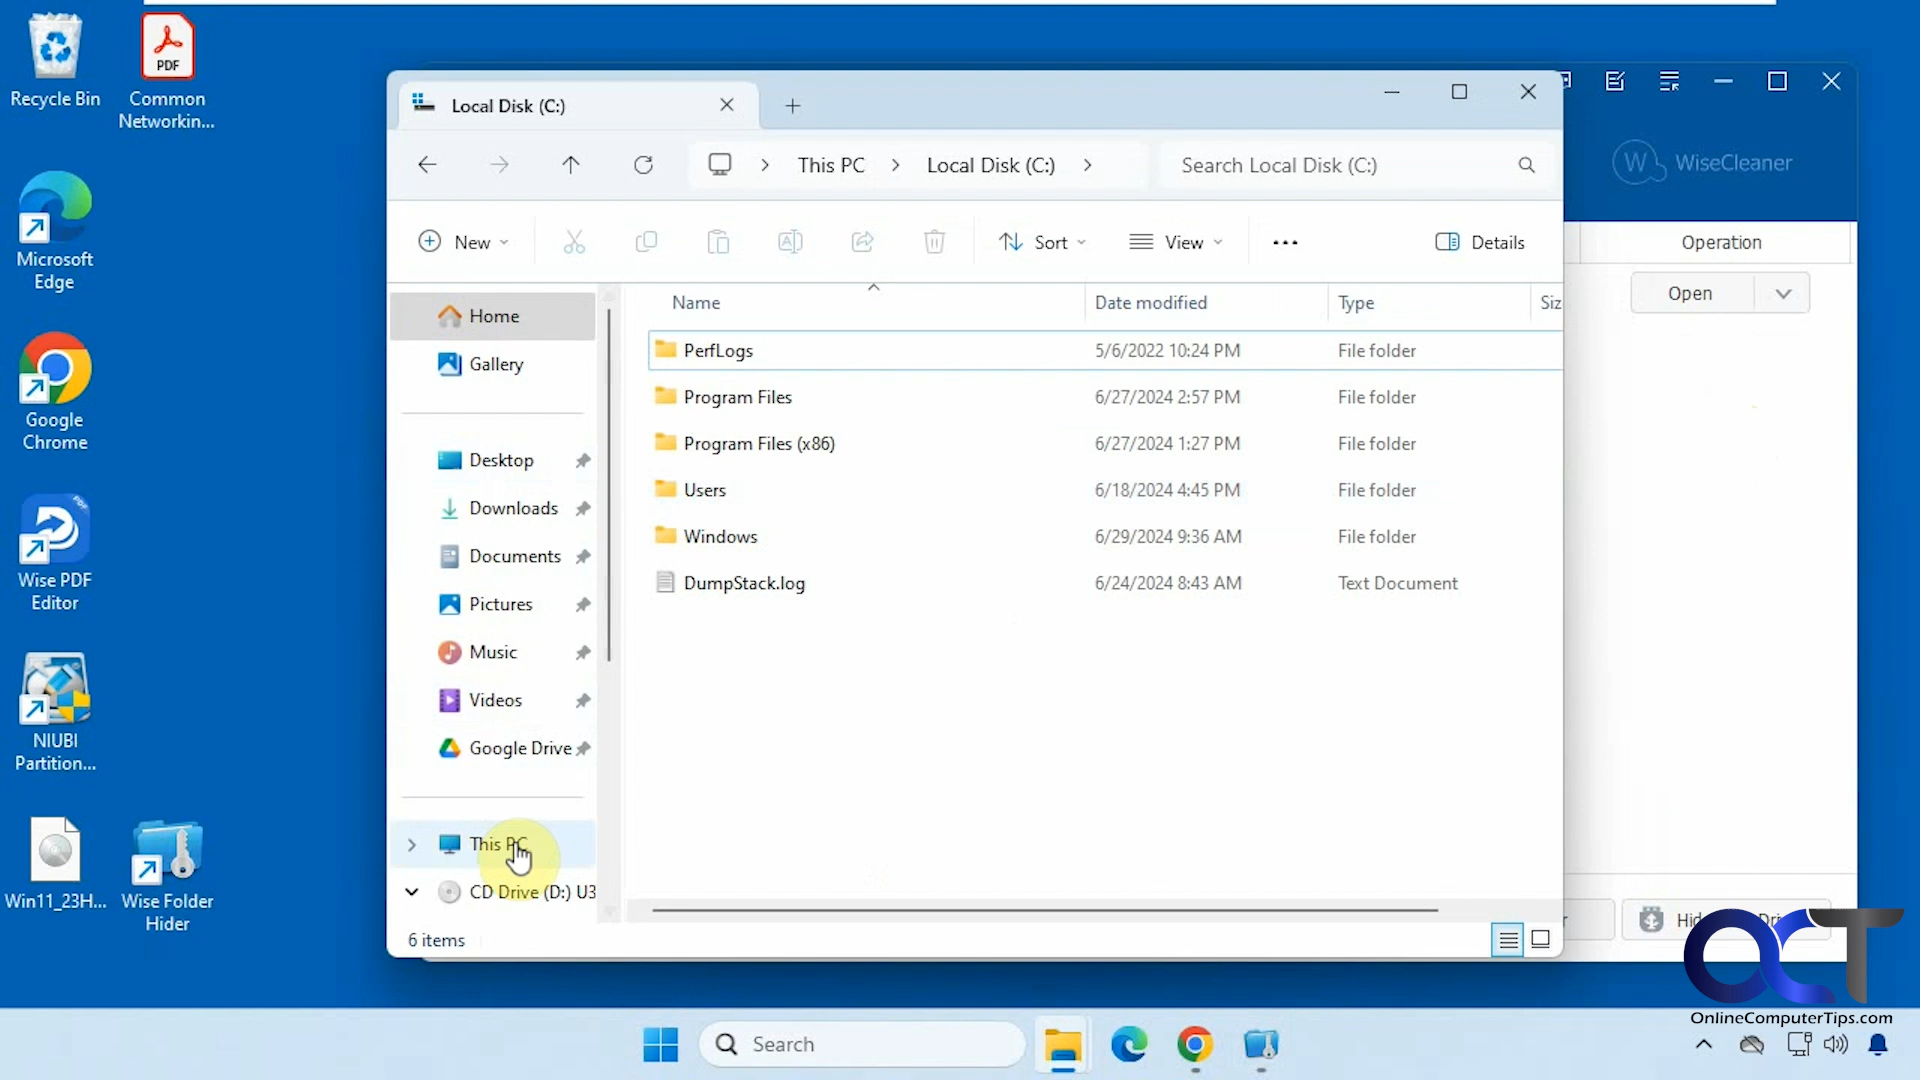 Recycle Bin
PDF
Common
Networkin...
Microsoft
Edge
Google
Chrome
PDF
Wise PDF
Editor
NIUBI
Partition...
Win11_23H...
Wise Folder
Hider
Local Disk (C:)
This PC
Local Disk (C:)
Search Local Disk (C:)
New
Sort
View
Details
Home
Gallery
Desktop
Downloads
Documents
Pictures
Music
Videos
Google Drive
This PC
CD Drive (D:) U3
Name
Date modified
Type
Siz
PerfLogs
5/6/2022 10:24 PM
File folder
Program Files
6/27/2024 2:57 PM
File folder
Program Files (x86)
6/27/2024 1:27 PM
File folder
Users
6/18/2024 4:45 PM
File folder
Windows
6/29/2024 9:36 AM
File folder
DumpStack.log
6/24/2024 8:43 AM
Text Document
6 items
W
WiseCleaner
Operation
Open
OCT
OnlineComputerTips.com
Search